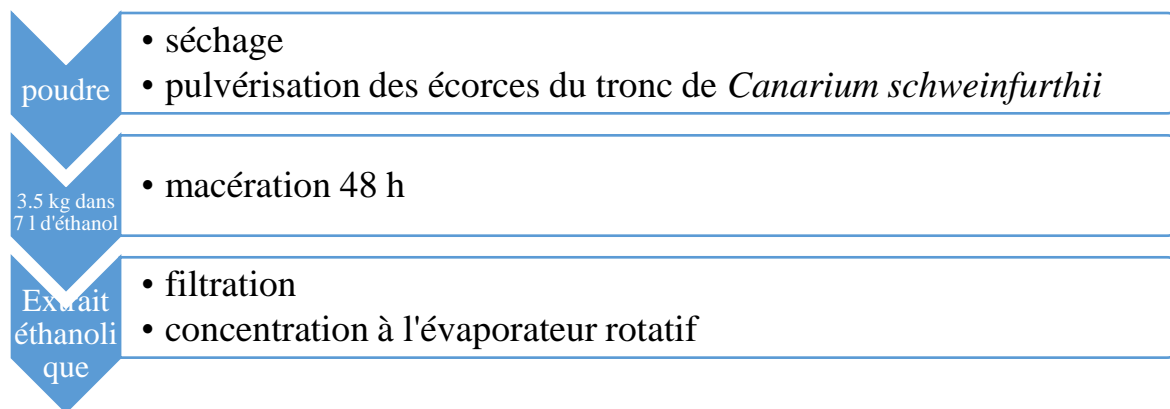 poudre
• séchage
• pulvérisation des écorces du tronc de Canarium schweinfurthii
3.5 kg dans
7 l d'éthanol
• macération 48 h
Extrait
éthanoli
que
• filtration
• concentration à l'évaporateur rotatif